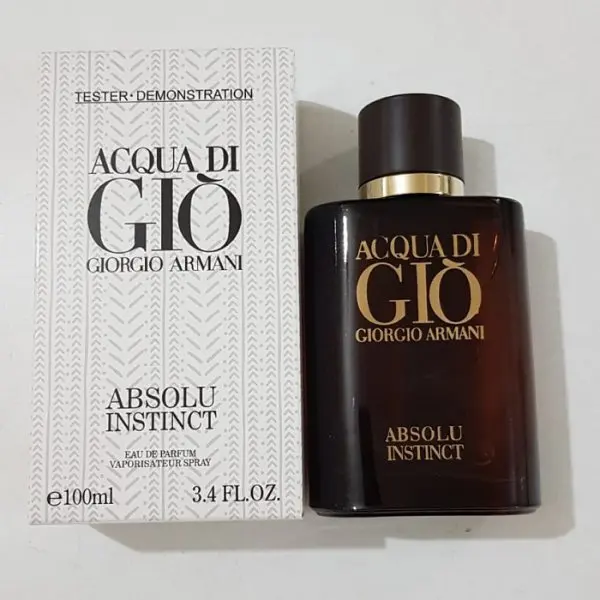 TESTER·DEMONSTRATION
ACQUA DI
GIÒ
GIORGIO ARMANI
ABSOLU
INSTINCT
EAU DE PARFUM
VAPORISATEUR SPRAY
℮100ml 3.4 FL.OZ.
ACQUA DI
GIÒ
GIORGIO ARMANI
ABSOLU
INSTINCT